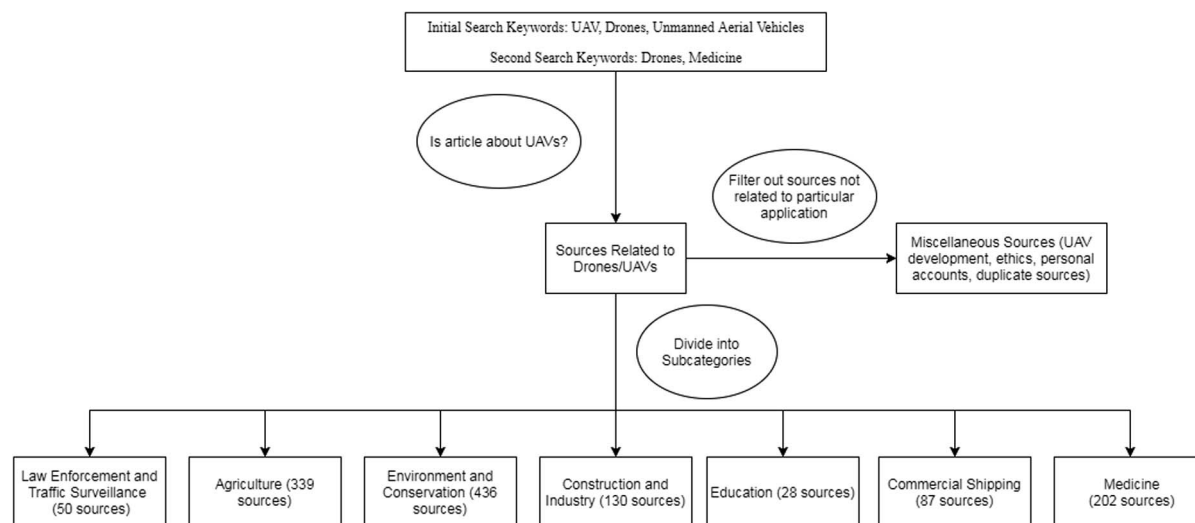 Initial Search Keywords: UAV, Drones, Unmanned Aerial Vehicles
Second Search Keywords: Drones, Medicine
Is article about UAVs?
Filter out sources not
related to particular
application
Sources Related to
Drones/UAVs
Miscellaneous Sources (UAV
development, ethics, personal
accounts, duplicate sources)
Divide into
Subcategories
Law Enforcement and
Traffic Surveillance
(50 sources)
Agriculture (339
sources)
Environment and
Conservation (436
sources)
Construction and
Industry (130 sources)
Education (28 sources)
Commercial Shipping
(87 sources)
Medicine
(202 sources)